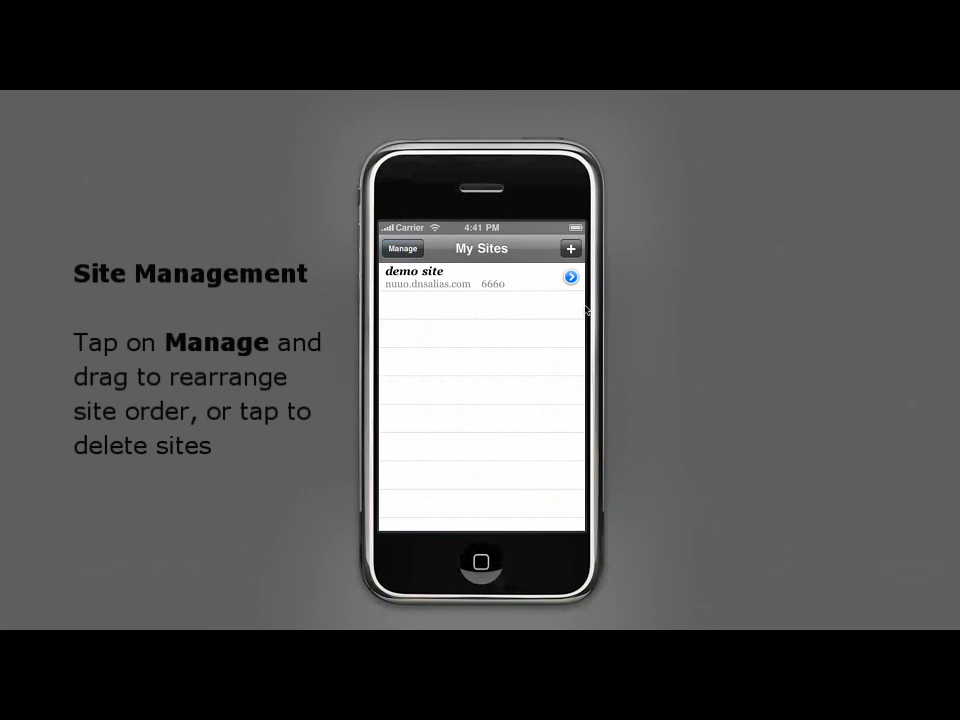 Carrier 4:41 PM
Manage My Sites +
demo site
nuuo.dnsalias.com 6660
Site Management
Tap on Manage and
drag to rearrange
site order, or tap to
delete sites